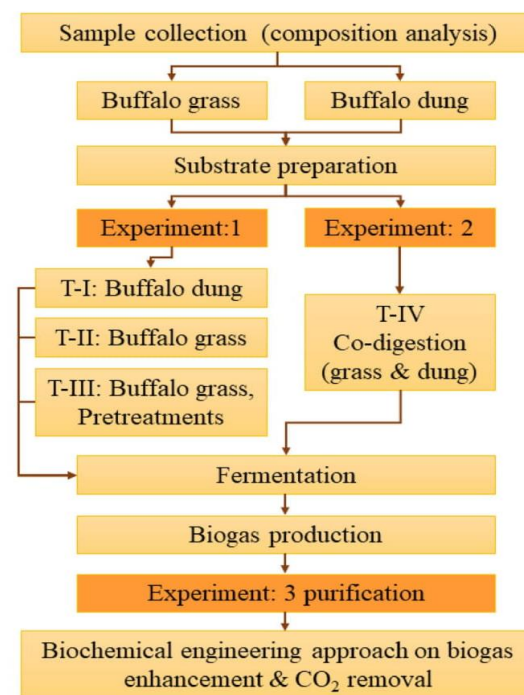 Sample collection (composition analysis)
Buffalo grass
Buffalo dung
Substrate preparation
Experiment:1
Experiment: 2
T-I: Buffalo dung
T-II: Buffalo grass
T-III: Buffalo grass,
Pretreatments
T-IV
Co-digestion
(grass & dung)
Fermentation
Biogas production
Experiment: 3 purification
Biochemical engineering approach on biogas
enhancement & CO₂ removal